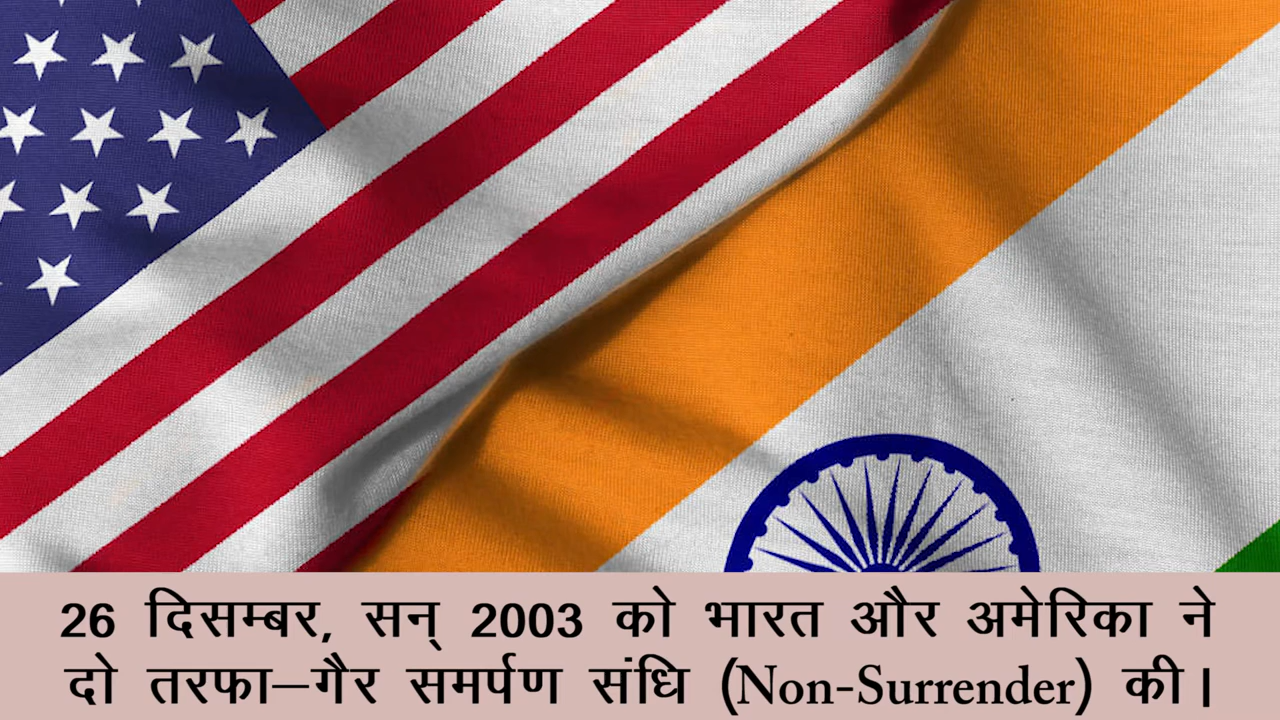 26 दिसम्बर, सन् 2003 को भारत और अमेरिका ने
दो तरफा–गैर समर्पण संधि (Non-Surrender) की।